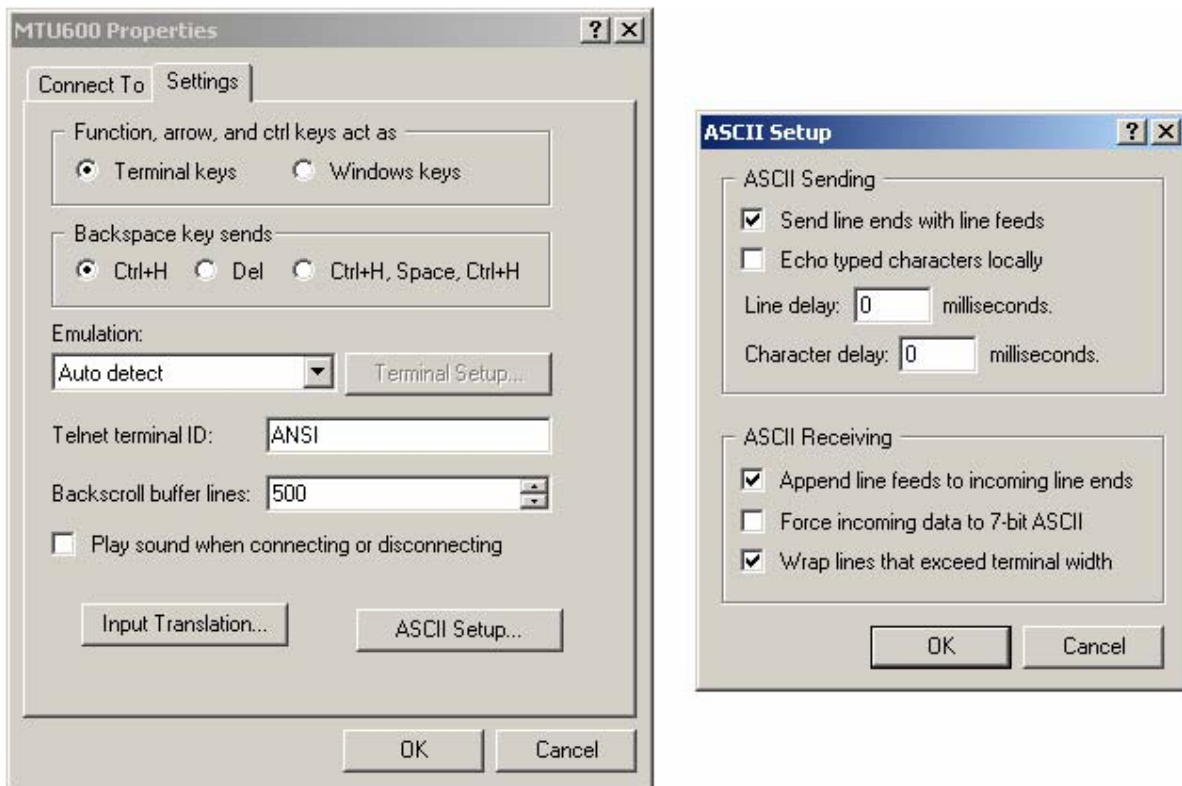 MTU600 Properties
Connect To
Settings
Function, arrow, and ctrl keys act as
Terminal keys
Windows keys
Backspace key sends
Ctrl+H
Del
Ctrl+H, Space, Ctrl+H
Emulation:
Auto detect
Terminal Setup...
Telnet terminal ID:
ANSI
Backscroll buffer lines:
500
Play sound when connecting or disconnecting
Input Translation...
ASCII Setup...
OK
Cancel
ASCII Setup
ASCII Sending
Send line ends with line feeds
Echo typed characters locally
Line delay: 0 milliseconds.
Character delay: 0 milliseconds.
ASCII Receiving
Append line feeds to incoming line ends
Force incoming data to 7-bit ASCII
Wrap lines that exceed terminal width
OK
Cancel